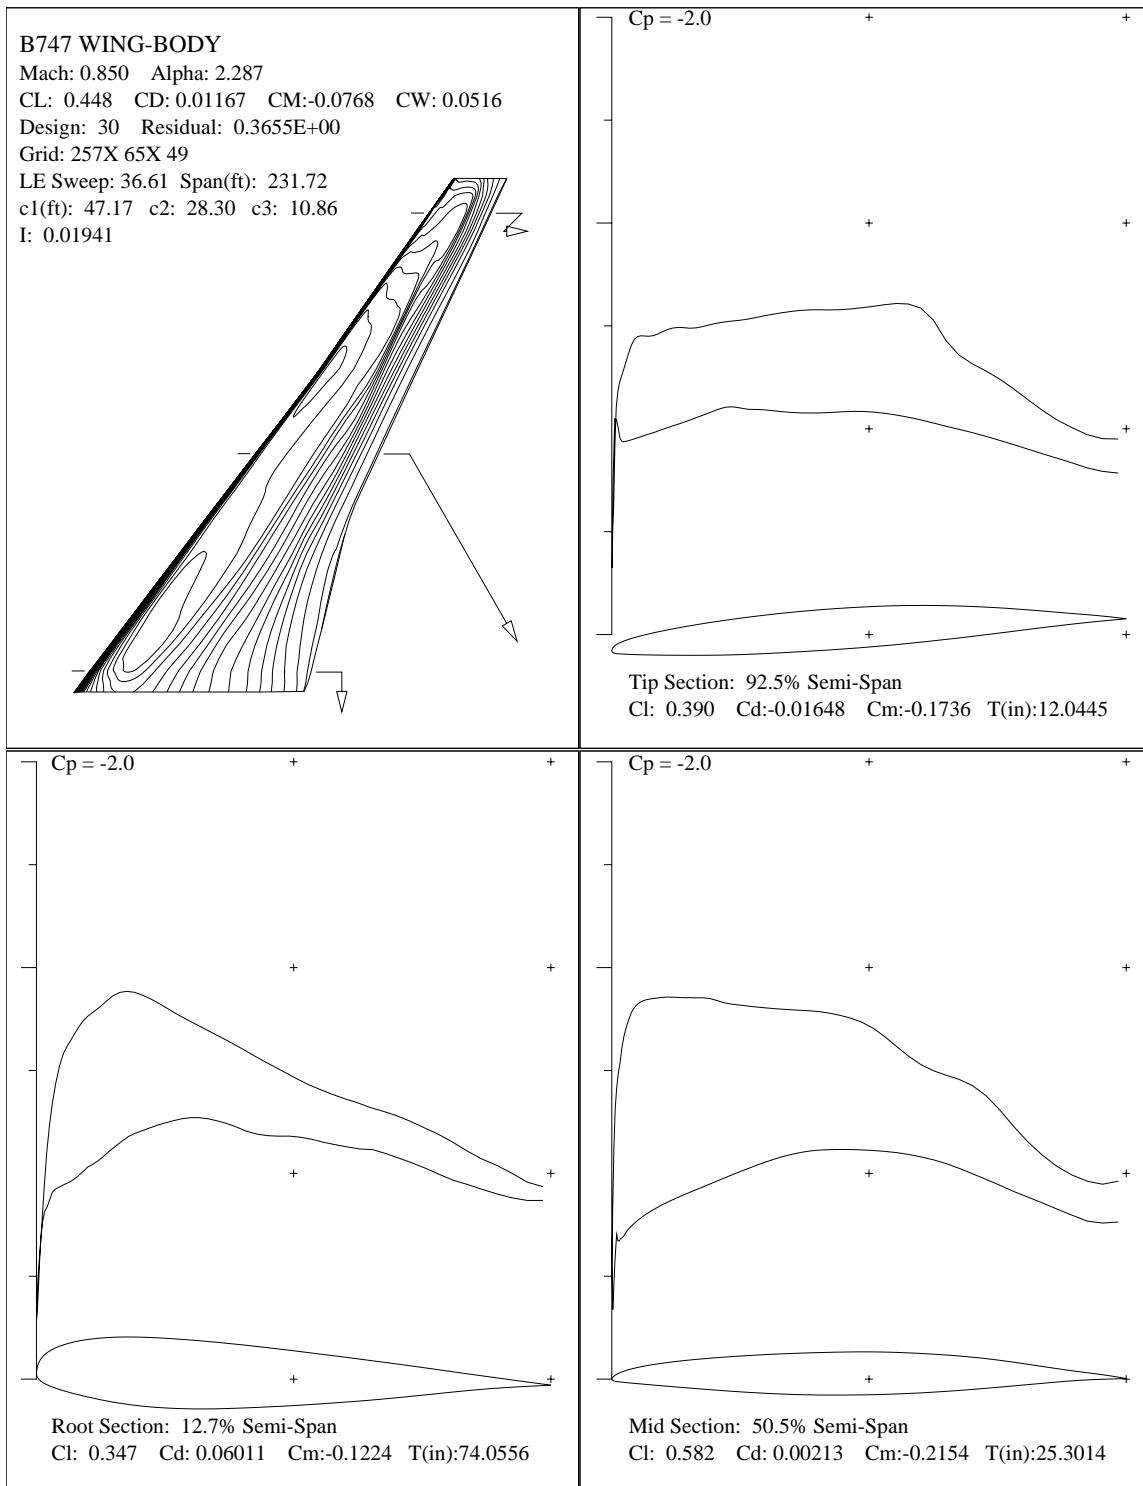 B747 WING-BODY
Mach: 0.850 Alpha: 2.287
CL: 0.448 CD: 0.01167 CM:-0.0768 CW: 0.0516
Design: 30 Residual: 0.3655E+00
Grid: 257X 65X 49
LE Sweep: 36.61 Span(ft): 231.72
c1(ft): 47.17 c2: 28.30 c3: 10.86
I: 0.01941
Cp = -2.0
Tip Section: 92.5% Semi-Span
Cl: 0.390 Cd:-0.01648 Cm:-0.1736 T(in):12.0445
Cp = -2.0
Root Section: 12.7% Semi-Span
Cl: 0.347 Cd: 0.06011 Cm:-0.1224 T(in):74.0556
Cp = -2.0
Mid Section: 50.5% Semi-Span
Cl: 0.582 Cd: 0.00213 Cm:-0.2154 T(in):25.3014